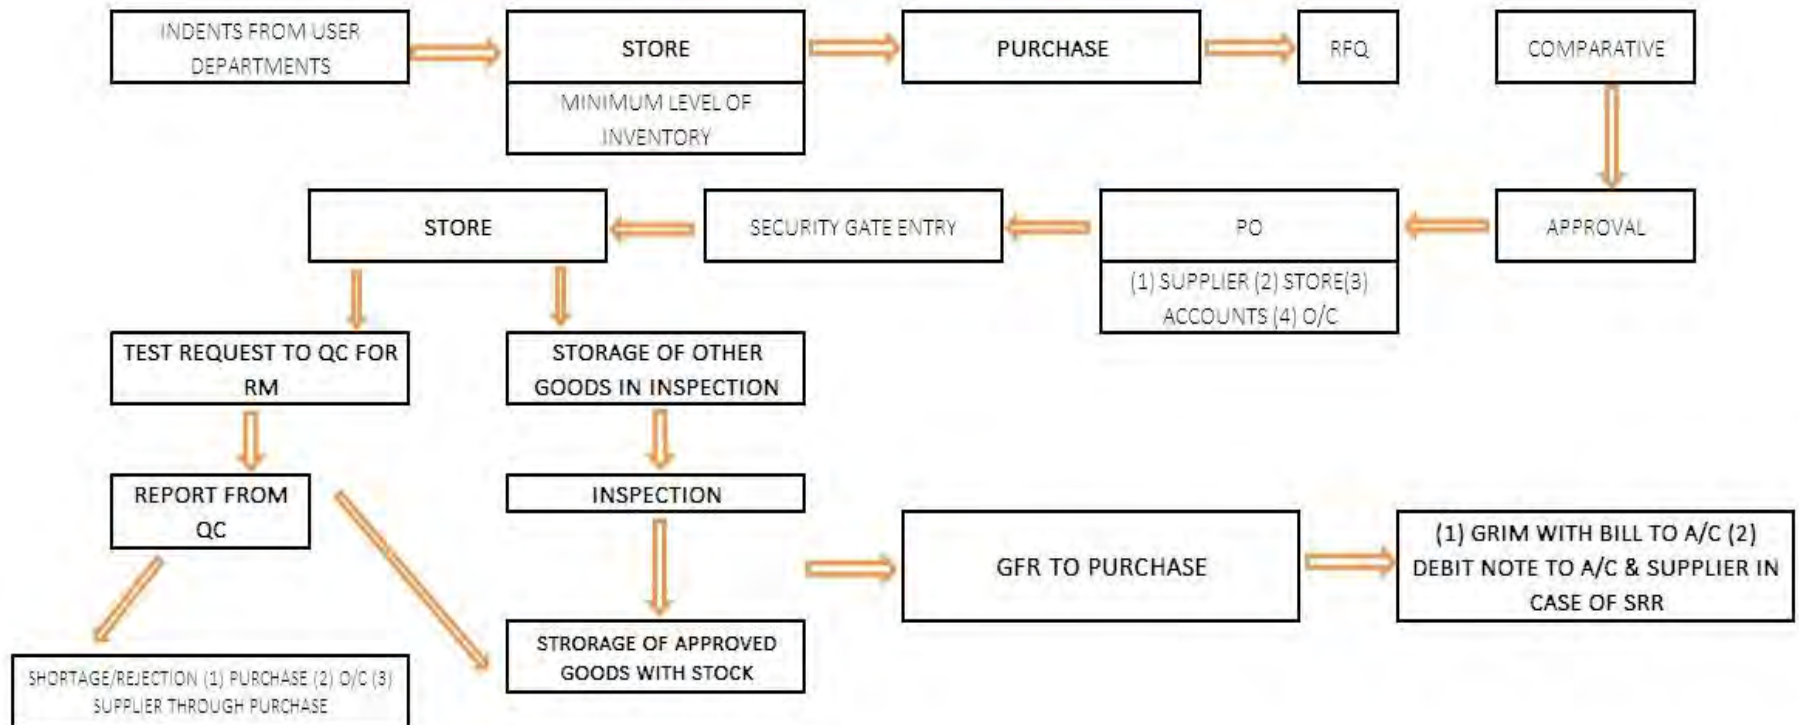 INDENTS FROM USER
DEPARTMENTS
STORE
MINIMUM LEVEL OF
INVENTORY
PURCHASE
RFQ
COMPARATIVE
STORE
SECURITY GATE ENTRY
PO
(1) SUPPLIER (2) STORE(3)
ACCOUNTS (4) O/C
APPROVAL
TEST REQUEST TO QC FOR
RM
STORAGE OF OTHER
GOODS IN INSPECTION
REPORT FROM
QC
INSPECTION
GFR TO PURCHASE
(1) GRIM WITH BILL TO A/C (2)
DEBIT NOTE TO A/C & SUPPLIER IN
CASE OF SRR
SHORTAGE/REJECTION (1) PURCHASE (2) O/C (3)
SUPPLIER THROUGH PURCHASE
STRORAGE OF APPROVED
GOODS WITH STOCK